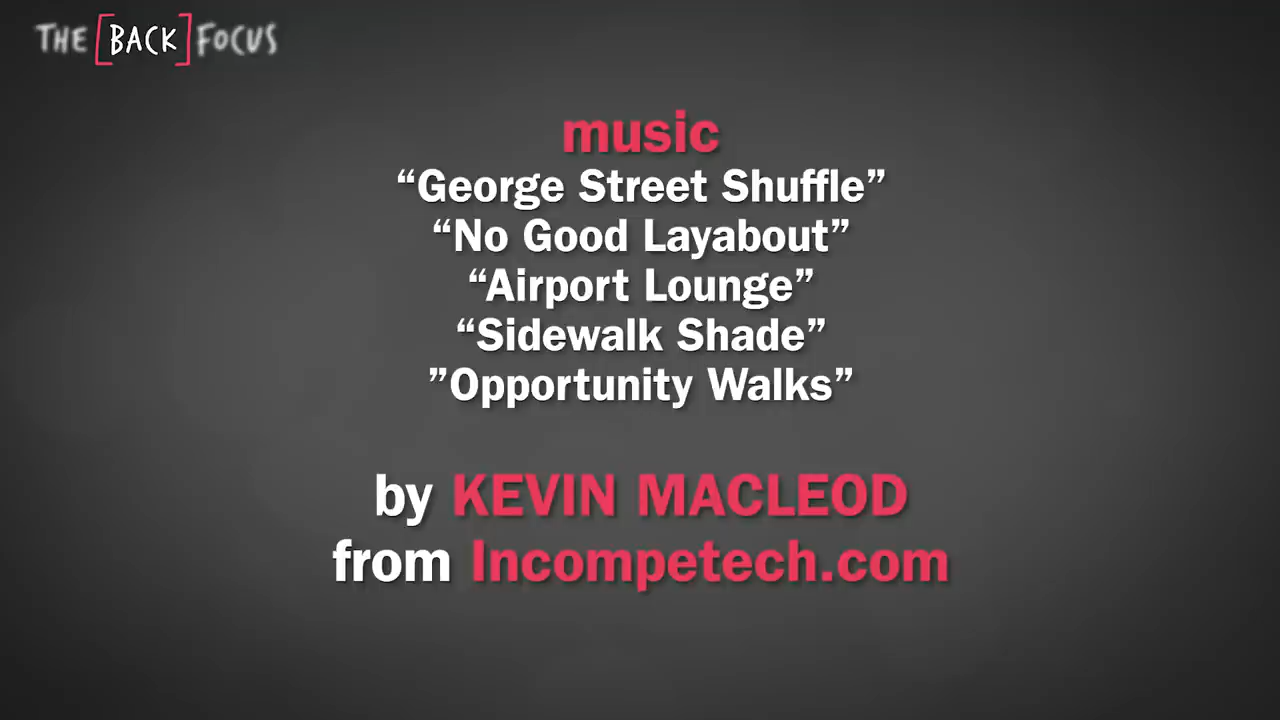 THE [BACK] FOCUS
music
“George Street Shuffle”
“No Good Layabout”
“Airport Lounge”
“Sidewalk Shade”
”Opportunity Walks”
by KEVIN MACLEOD
from Incompetech.com